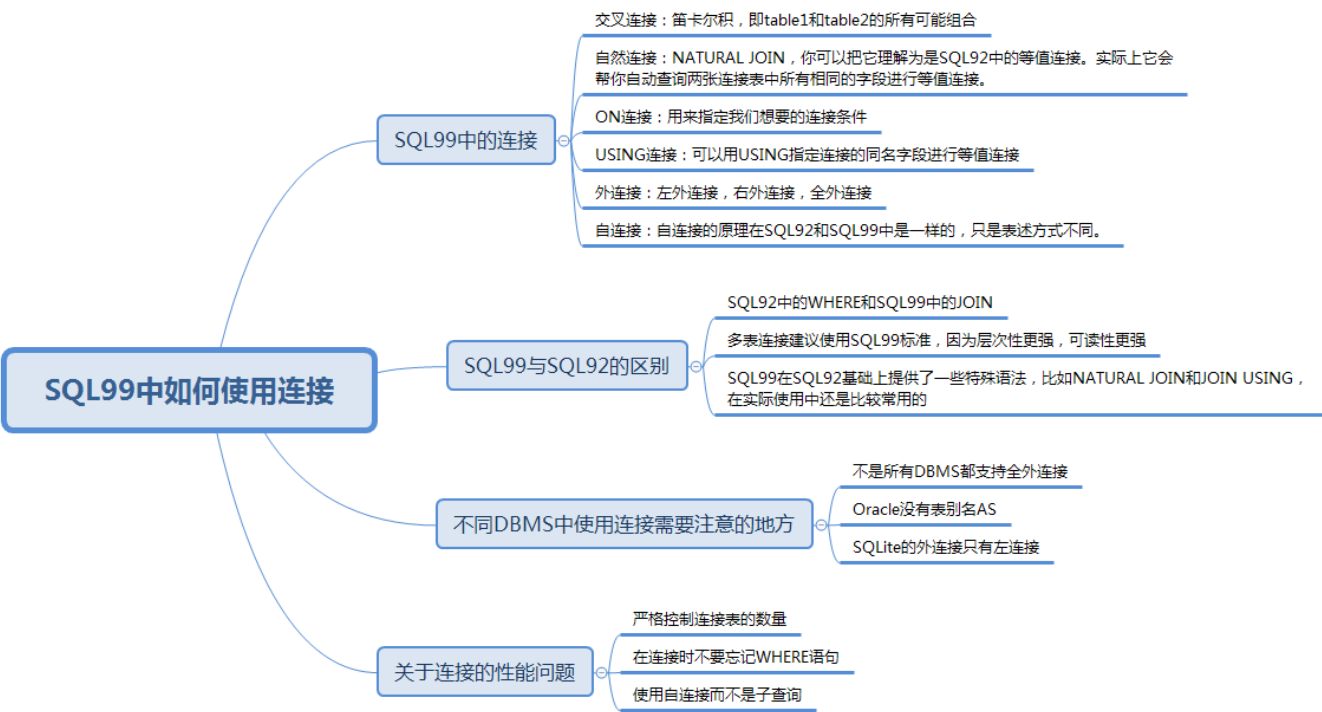 SQL99中如何使用连接
SQL99中的连接
交叉连接：笛卡尔积，即table1和table2的所有可能组合
自然连接：NATURAL JOIN，你可以把它理解为是SQL92中的等值连接。实际上它会
帮你自动查询两张连接表中所有相同的字段进行等值连接。
ON连接：用来指定我们想要的连接条件
USING连接：可以用USING指定连接的同名字段进行等值连接
外连接：左外连接，右外连接，全外连接
自连接：自连接的原理在SQL92和SQL99中是一样的，只是表述方式不同。
SQL99与SQL92的区别
SQL92中的WHERE和SQL99中的JOIN
多表连接建议使用SQL99标准，因为层次性更强，可读性更强
SQL99在SQL92基础上提供了一些特殊语法，比如NATURAL JOIN和JOIN USING，
在实际使用中还是比较常用的
不同DBMS中使用连接需要注意的地方
不是所有DBMS都支持全外连接
Oracle没有表别名AS
SQLite的外连接只有左连接
关于连接的性能问题
严格控制连接表的数量
在连接时不要忘记WHERE语句
使用自连接而不是子查询